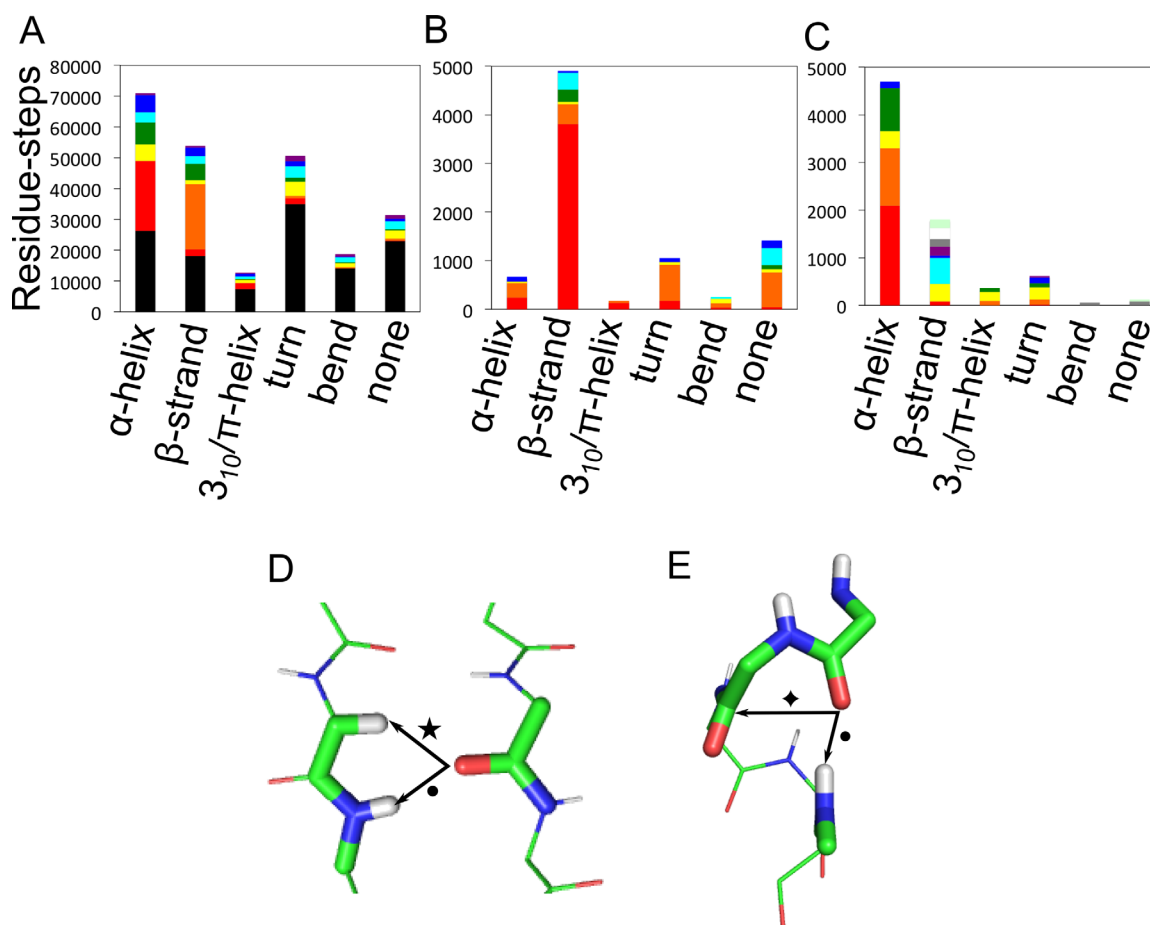 A
B
C
Residue-steps
80000
70000
60000
50000
40000
30000
20000
10000
0
α-helix
β-strand
3₁₀/π-helix
turn
bend
none
5000
4000
3000
2000
1000
0
α-helix
β-strand
3₁₀/π-helix
turn
bend
none
5000
4000
3000
2000
1000
0
α-helix
β-strand
3₁₀/π-helix
turn
bend
none
D
E